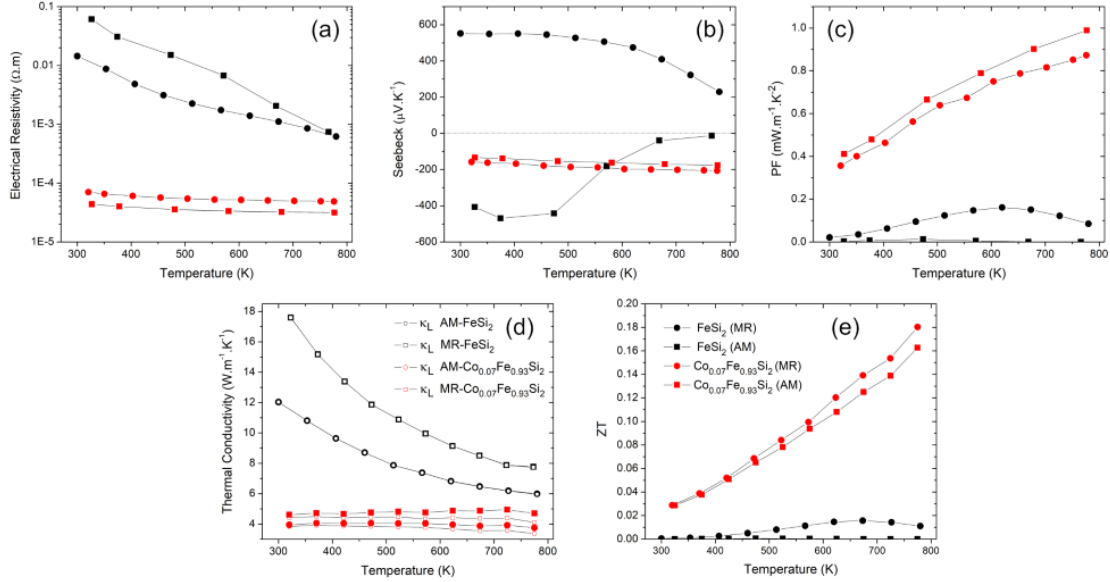 (a)
Electrical Resistivity (Ω.m)
0.1
0.01
1E-3
1E-4
1E-5
300 400 500 600 700 800
Temperature (K)
(b)
Seebeck (μV.K⁻¹)
600
400
200
0
-200
-400
-600
300 400 500 600 700 800
Temperature (K)
(c)
PF (mW.m⁻¹.K⁻²)
1.0
0.8
0.6
0.4
0.2
0.0
300 400 500 600 700 800
Temperature (K)
(d)
Thermal Conductivity (W.m⁻¹.K⁻¹)
18
16
14
12
10
8
6
4
κL AM-FeSi₂
κL MR-FeSi₂
κL AM-Co₀.₀₇Fe₀.₉₃Si₂
κL MR-Co₀.₀₇Fe₀.₉₃Si₂
300 400 500 600 700 800
Temperature (K)
(e)
ZT
0.20
0.18
0.16
0.14
0.12
0.10
0.08
0.06
0.04
0.02
0.00
FeSi₂ (MR)
FeSi₂ (AM)
Co₀.₀₇Fe₀.₉₃Si₂ (MR)
Co₀.₀₇Fe₀.₉₃Si₂ (AM)
300 400 500 600 700 800
Temperature (K)